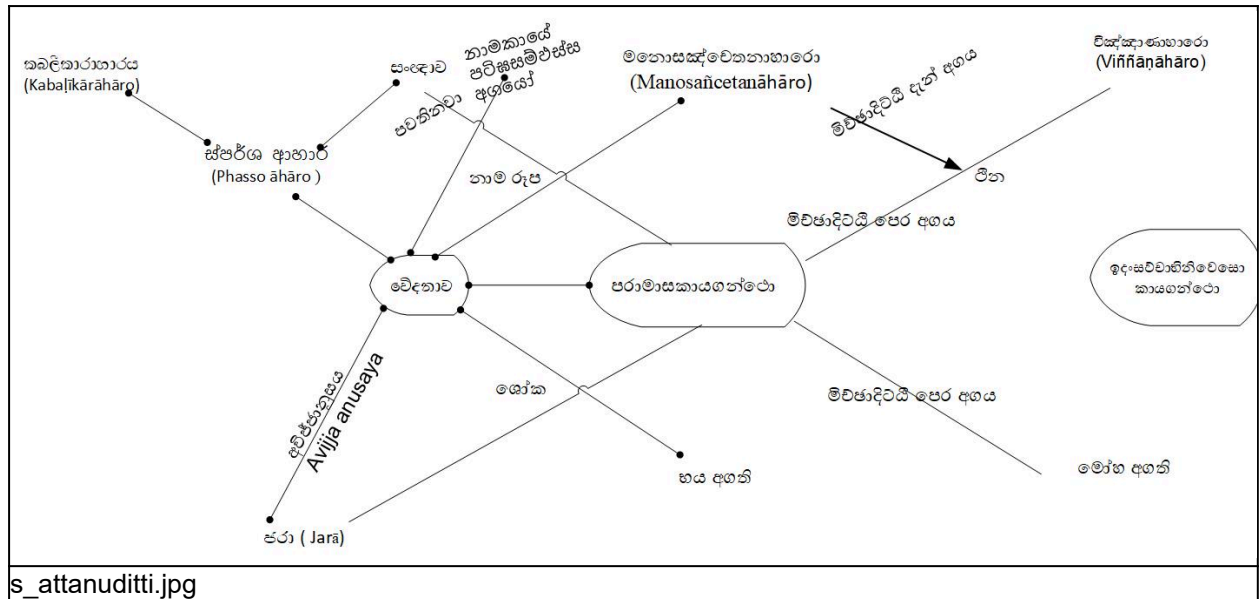 කබලිකාරාහාරය
(Kabaḷīkārāhāro)
සංඥාව
නාමකායේ
පටිඝසම්ඵස්ස
අශයෝ
පවතිනවා
මනොසඤ්චේතනාහාරො
(Manosañcetanāhāro)
විඤ්ඤාණාහාරො
(Viññāṇāhāro)
මිච්ඡාදිට්ඨි දැන් අගය
ස්පර්ශ ආහාර
(Phasso āhāro )
නාම රූප
ථීන
මිච්ඡාදිට්ඨි පෙර අගය
වේදනාව
පරාමාසකායගන්ථො
ඉදංසච්චාභිනිවෙසො
කායගන්ථො
අවිජ්ජානුසය
Avijja anusaya
ශෝක
මිච්ඡාදිට්ඨි පෙර අගය
භය අගති
මෝහ අගති
ජරා ( Jarā)
s_attanuditti.jpg